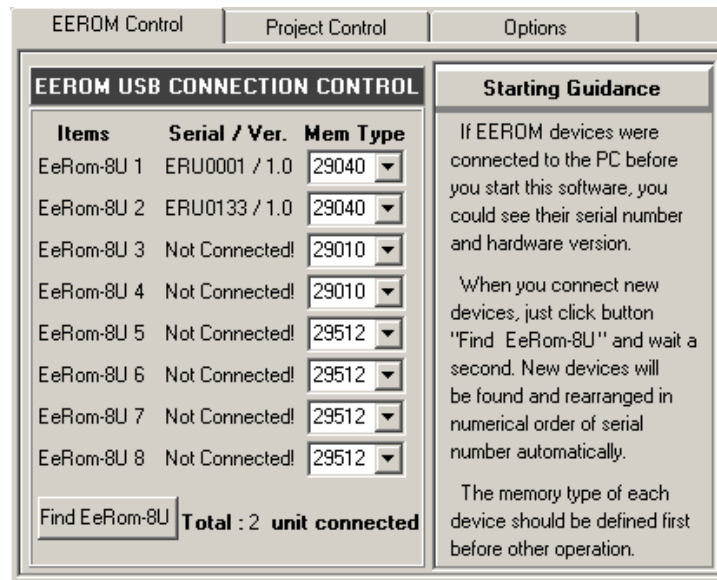 EEROM Control Project Control Options
EEROM USB CONNECTION CONTROL
Items Serial / Ver. Mem Type
EeRom-8U 1 ERU0001 / 1.0 29040
EeRom-8U 2 ERU0133 / 1.0 29040
EeRom-8U 3 Not Connected! 29010
EeRom-8U 4 Not Connected! 29010
EeRom-8U 5 Not Connected! 29512
EeRom-8U 6 Not Connected! 29512
EeRom-8U 7 Not Connected! 29512
EeRom-8U 8 Not Connected! 29512
Find EeRom-8U Total : 2 unit connected
Starting Guidance
If EEROM devices were
connected to the PC before
you start this software, you
could see their serial number
and hardware version.
When you connect new
devices, just click button
"Find EeRom-8U" and wait a
second. New devices will
be found and rearranged in
numerical order of serial
number automatically.
The memory type of each
device should be defined first
before other operation.